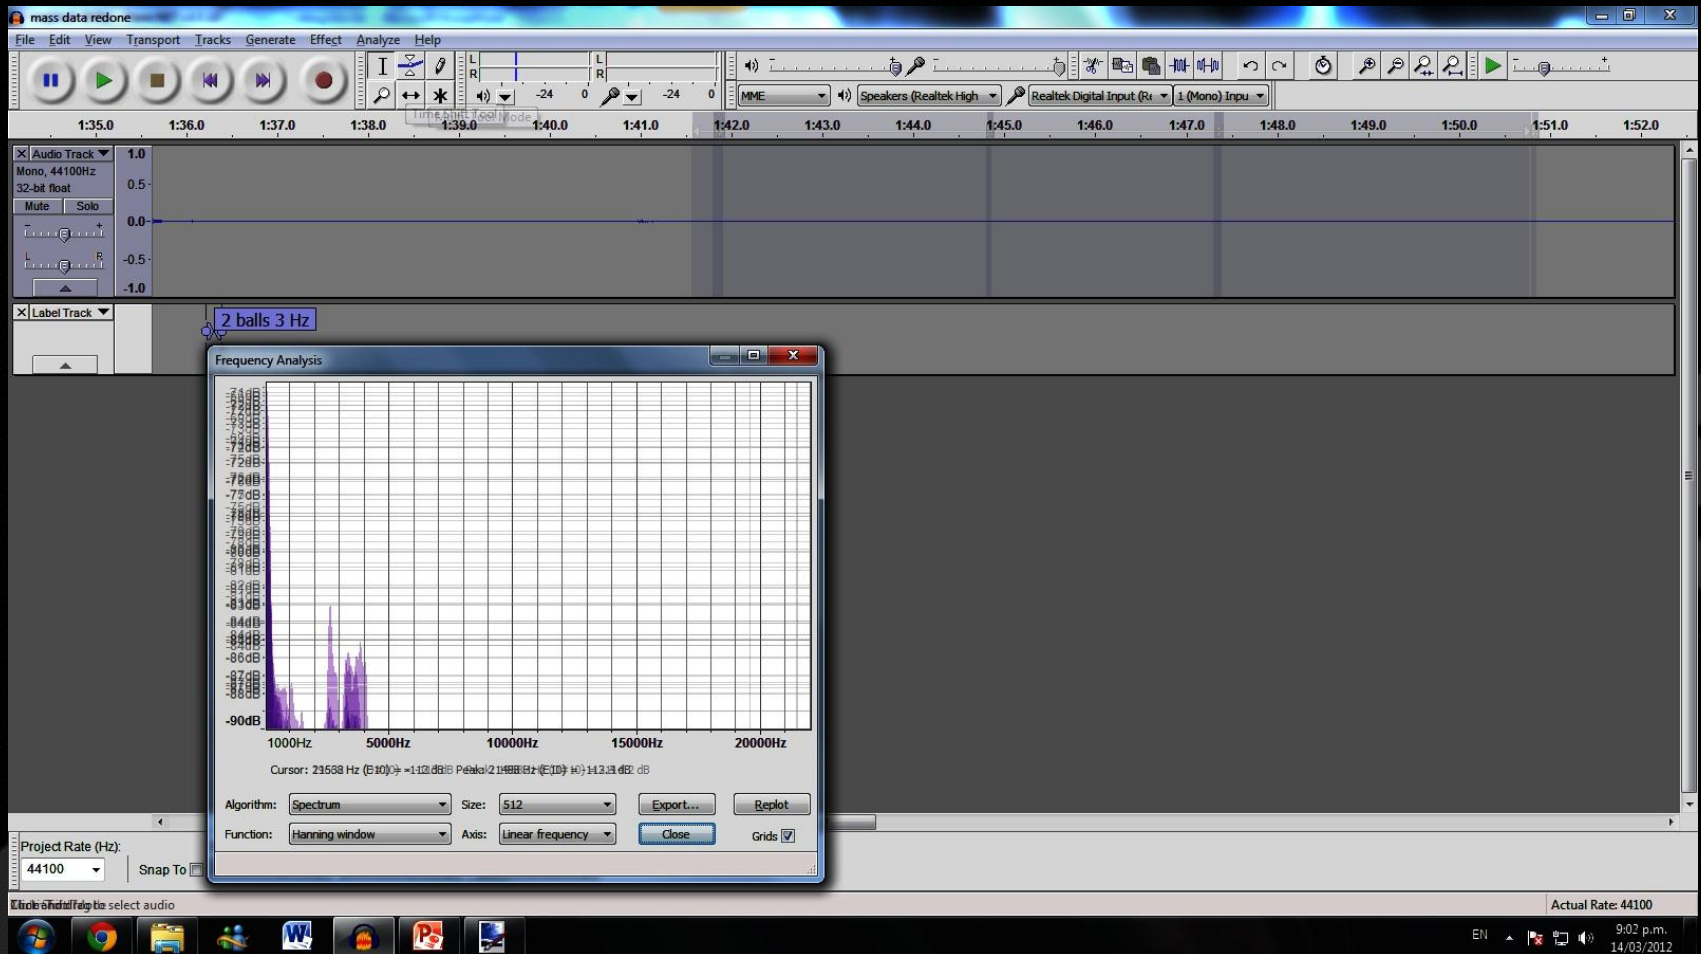 mass data redone
File Edit View Transport Tracks Generate Effect Analyze Help
L R -24 0 L R -24 0
MME Speakers (Realtek High Realtek Digital Input (Re 1 (Mono) Inpu
1:35.0 1:36.0 1:37.0 1:38.0 1:39.0 1:40.0 1:41.0 1:42.0 1:43.0 1:44.0 1:45.0 1:46.0 1:47.0 1:48.0 1:49.0 1:50.0 1:51.0 1:52.0
X Audio Track 1.0
Mono, 44100Hz
32-bit float 0.5
Mute Solo
0.0
- +
L R -0.5
-1.0
X Label Track
2 balls 3 Hz
Frequency Analysis
-90dB
1000Hz 5000Hz 10000Hz 15000Hz 20000Hz
Cursor:
Algorithm: Spectrum Size: 512 Export... Replot
Function: Hanning window Axis: Linear frequency Close Grids
Project Rate (Hz):
44100 Snap To
select audio
Actual Rate: 44100
EN 9:02 p.m.
14/03/2012